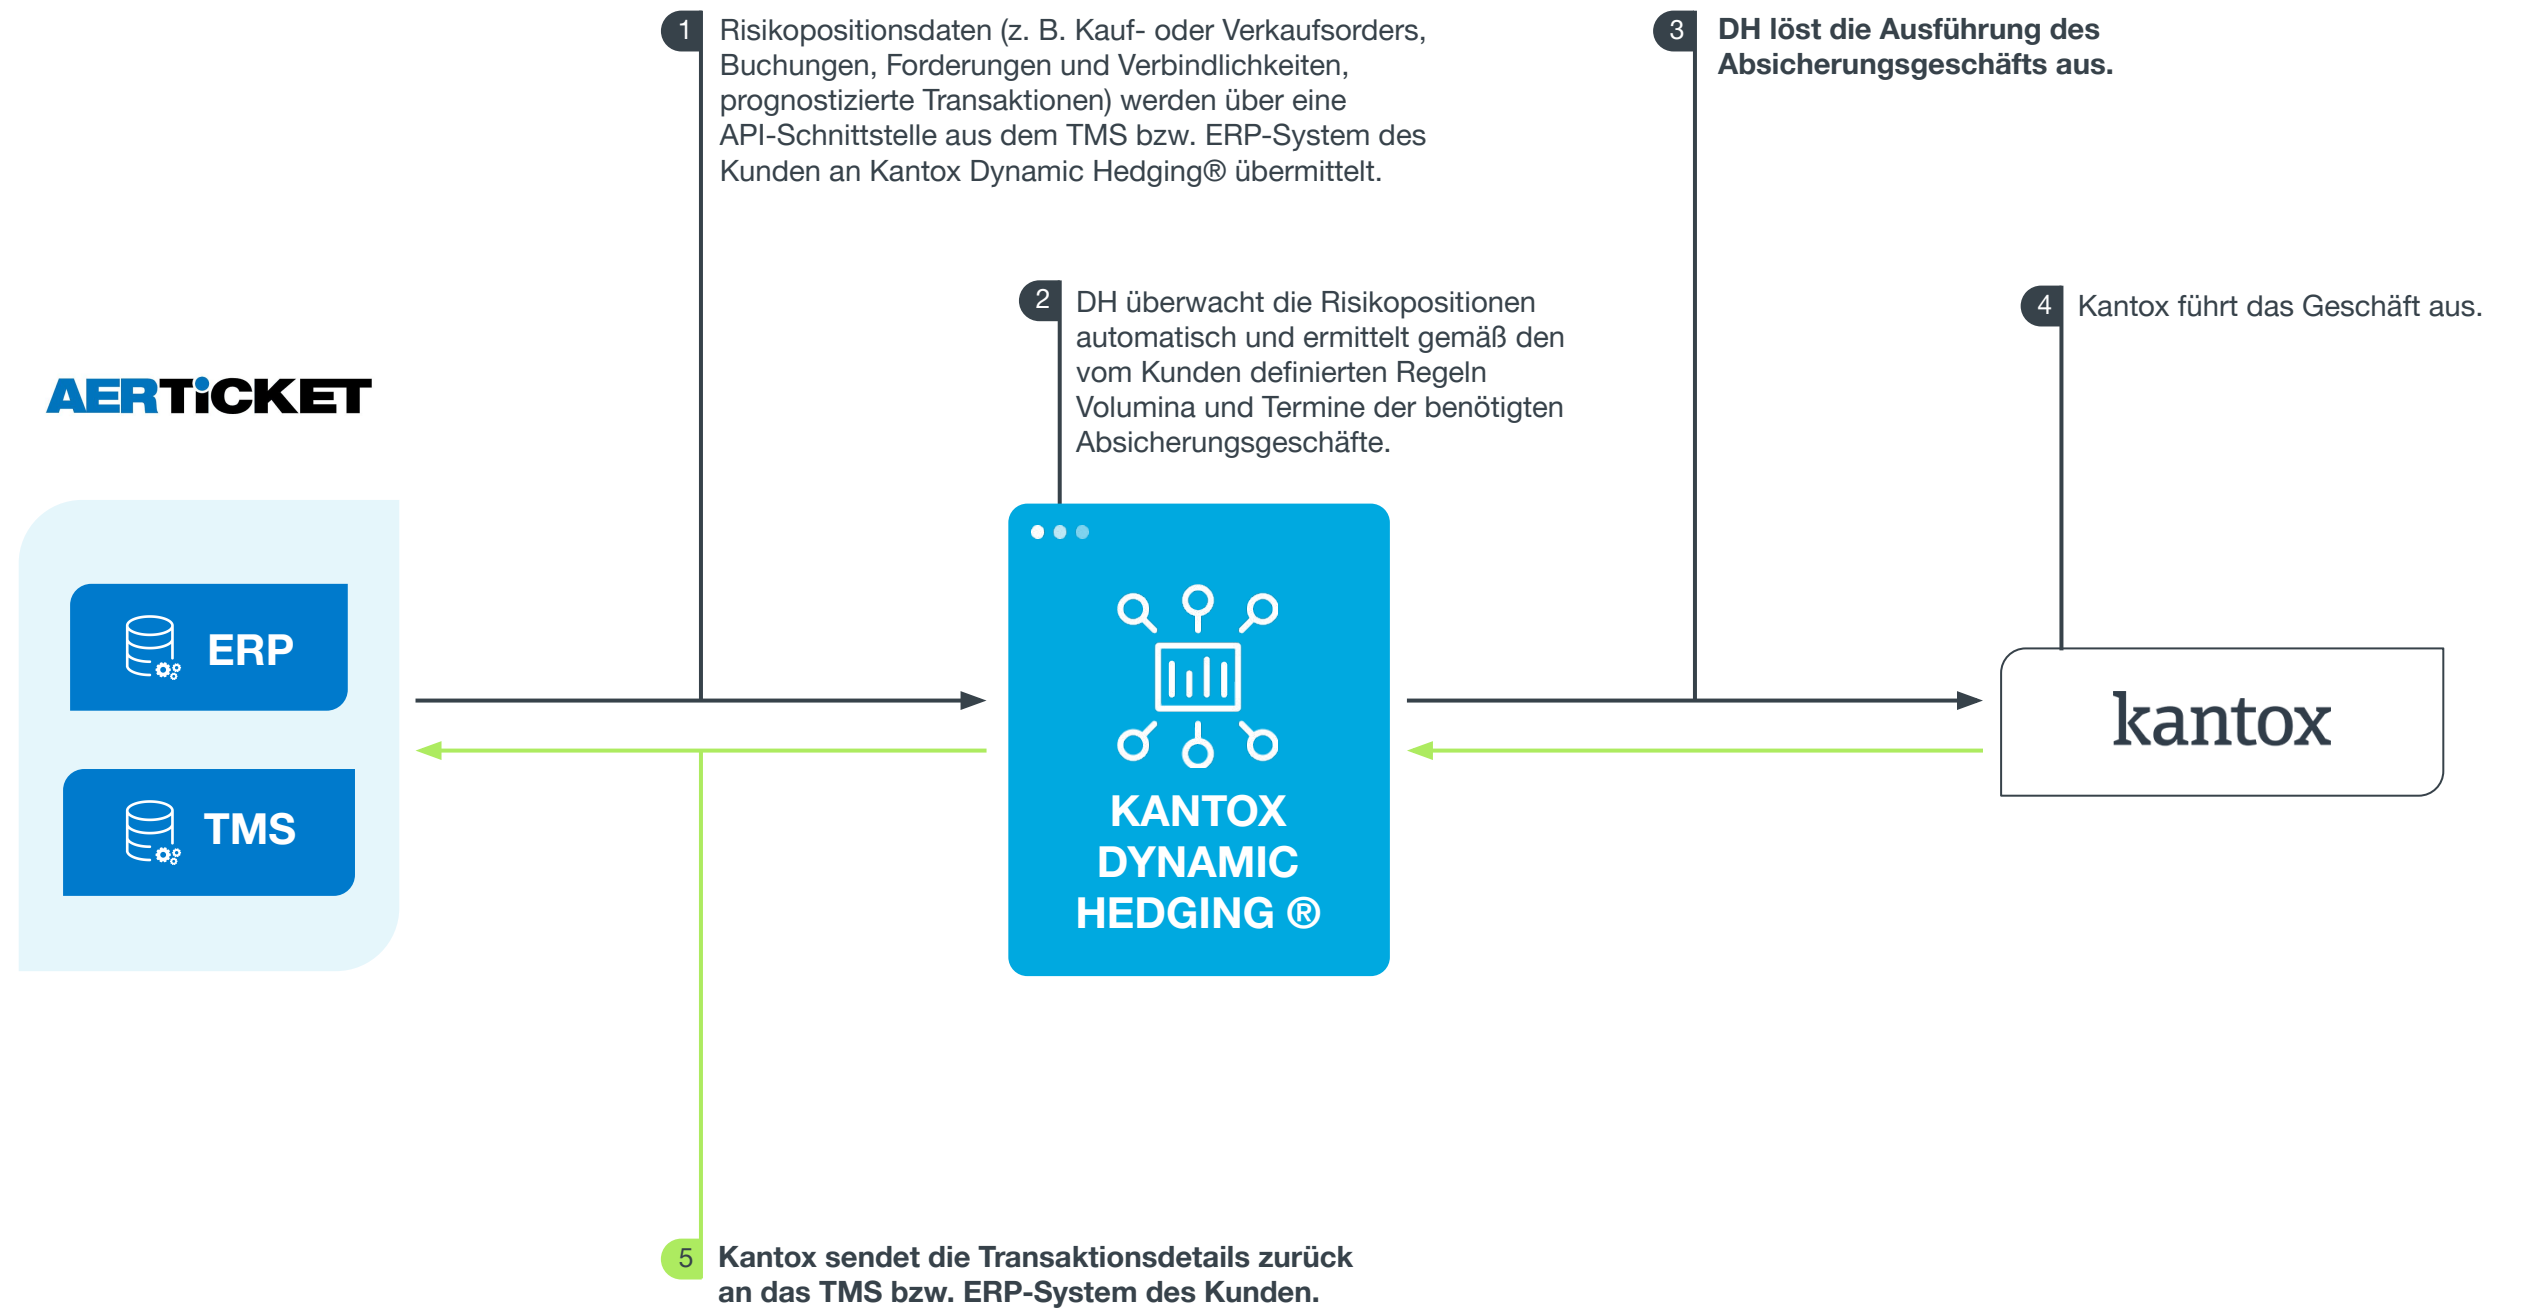 1
Risikopositionsdaten (z. B. Kauf- oder Verkaufsorders,
Buchungen, Forderungen und Verbindlichkeiten,
prognostizierte Transaktionen) werden über eine
API-Schnittstelle aus dem TMS bzw. ERP-System des
Kunden an Kantox Dynamic Hedging® übermittelt.
3
DH löst die Ausführung des
Absicherungsgeschäfts aus.
2
DH überwacht die Risikopositionen
automatisch und ermittelt gemäß den
vom Kunden definierten Regeln
Volumina und Termine der benötigten
Absicherungsgeschäfte.
4
Kantox führt das Geschäft aus.
AERTiCKET
ERP
TMS
KANTOX
DYNAMIC
HEDGING ®
kantox
5
Kantox sendet die Transaktionsdetails zurück
an das TMS bzw. ERP-System des Kunden.